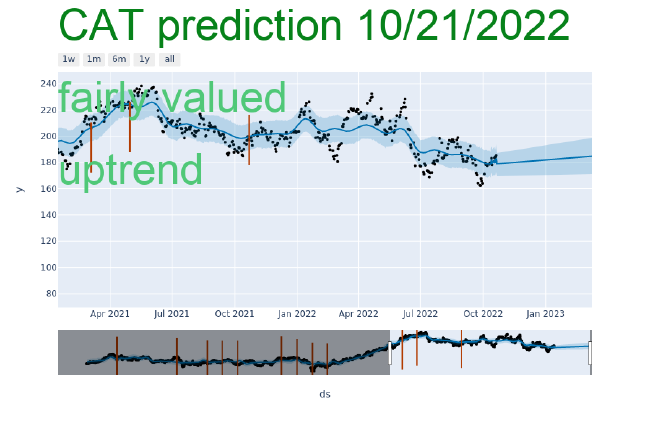 CAT prediction 10/21/2022
1w 1m 6m 1y all
fairly valued
uptrend
240
220
200
180
160
140
120
100
80
y
Apr 2021 Jul 2021 Oct 2021 Jan 2022 Apr 2022 Jul 2022 Oct 2022 Jan 2023
ds